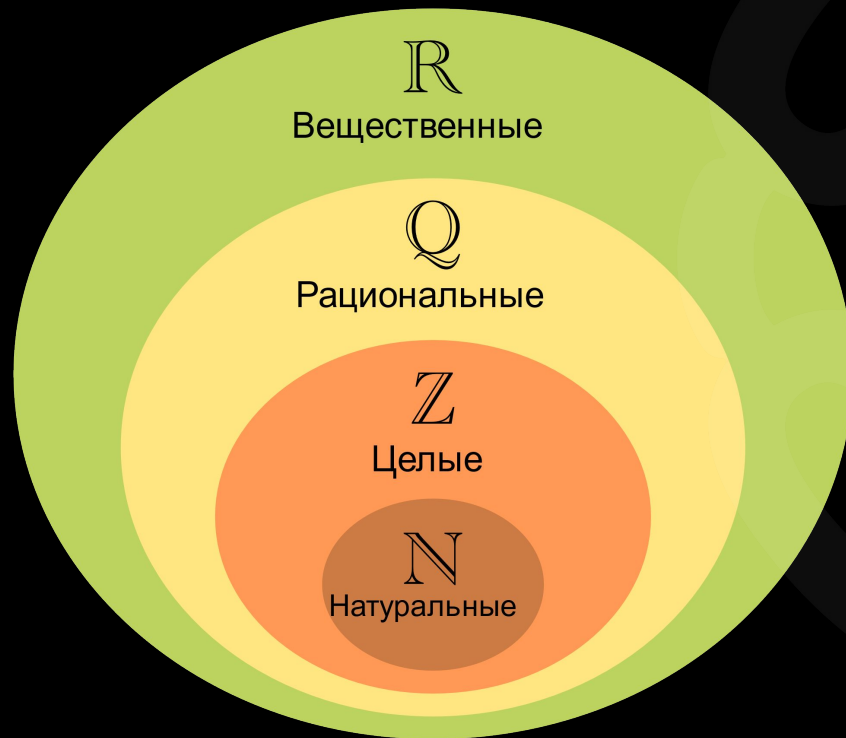 ℝ
Вещественные
ℚ
Рациональные
ℤ
Целые
ℕ
Натуральные